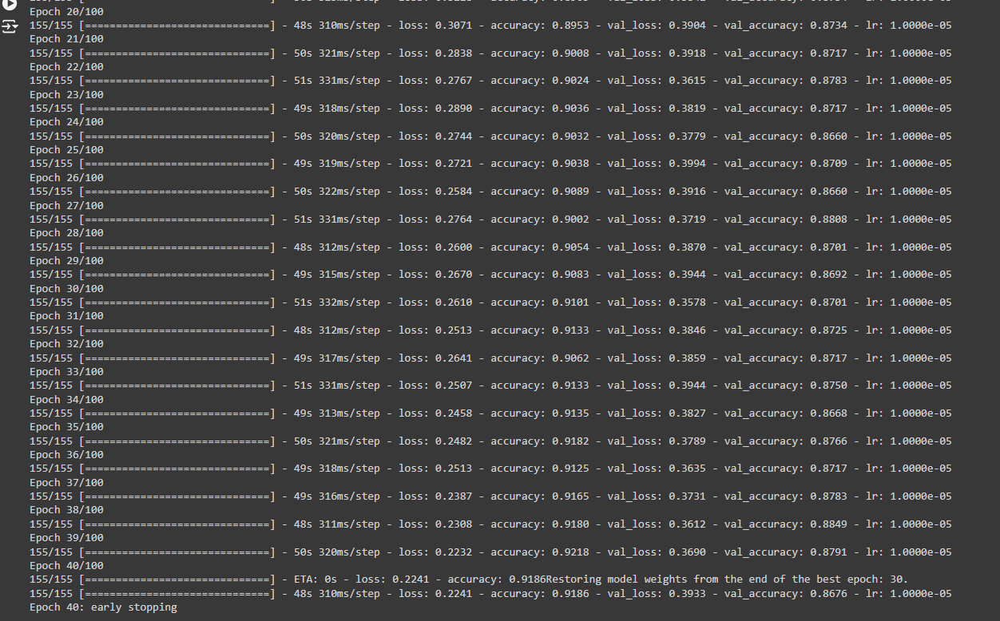 Epoch 20/100
155/155 [==============================] - 48s 310ms/step - loss: 0.3071 - accuracy: 0.8953 - val_loss: 0.3904 - val_accuracy: 0.8734 - lr: 1.0000e-05
Epoch 21/100
155/155 [==============================] - 50s 321ms/step - loss: 0.2838 - accuracy: 0.9008 - val_loss: 0.3918 - val_accuracy: 0.8717 - lr: 1.0000e-05
Epoch 22/100
155/155 [==============================] - 51s 331ms/step - loss: 0.2767 - accuracy: 0.9024 - val_loss: 0.3615 - val_accuracy: 0.8783 - lr: 1.0000e-05
Epoch 23/100
155/155 [==============================] - 49s 318ms/step - loss: 0.2890 - accuracy: 0.9036 - val_loss: 0.3819 - val_accuracy: 0.8717 - lr: 1.0000e-05
Epoch 24/100
155/155 [==============================] - 50s 320ms/step - loss: 0.2744 - accuracy: 0.9032 - val_loss: 0.3779 - val_accuracy: 0.8660 - lr: 1.0000e-05
Epoch 25/100
155/155 [==============================] - 49s 319ms/step - loss: 0.2721 - accuracy: 0.9038 - val_loss: 0.3994 - val_accuracy: 0.8709 - lr: 1.0000e-05
Epoch 26/100
155/155 [==============================] - 50s 322ms/step - loss: 0.2584 - accuracy: 0.9089 - val_loss: 0.3916 - val_accuracy: 0.8660 - lr: 1.0000e-05
Epoch 27/100
155/155 [==============================] - 51s 331ms/step - loss: 0.2764 - accuracy: 0.9002 - val_loss: 0.3719 - val_accuracy: 0.8808 - lr: 1.0000e-05
Epoch 28/100
155/155 [==============================] - 48s 312ms/step - loss: 0.2600 - accuracy: 0.9054 - val_loss: 0.3870 - val_accuracy: 0.8701 - lr: 1.0000e-05
Epoch 29/100
155/155 [==============================] - 49s 315ms/step - loss: 0.2670 - accuracy: 0.9083 - val_loss: 0.3944 - val_accuracy: 0.8692 - lr: 1.0000e-05
Epoch 30/100
155/155 [==============================] - 51s 332ms/step - loss: 0.2610 - accuracy: 0.9101 - val_loss: 0.3578 - val_accuracy: 0.8701 - lr: 1.0000e-05
Epoch 31/100
155/155 [==============================] - 48s 312ms/step - loss: 0.2513 - accuracy: 0.9133 - val_loss: 0.3846 - val_accuracy: 0.8725 - lr: 1.0000e-05
Epoch 32/100
155/155 [==============================] - 49s 317ms/step - loss: 0.2641 - accuracy: 0.9062 - val_loss: 0.3859 - val_accuracy: 0.8717 - lr: 1.0000e-05
Epoch 33/100
155/155 [==============================] - 51s 331ms/step - loss: 0.2507 - accuracy: 0.9133 - val_loss: 0.3944 - val_accuracy: 0.8750 - lr: 1.0000e-05
Epoch 34/100
155/155 [==============================] - 49s 313ms/step - loss: 0.2458 - accuracy: 0.9135 - val_loss: 0.3827 - val_accuracy: 0.8668 - lr: 1.0000e-05
Epoch 35/100
155/155 [==============================] - 50s 321ms/step - loss: 0.2482 - accuracy: 0.9182 - val_loss: 0.3789 - val_accuracy: 0.8766 - lr: 1.0000e-05
Epoch 36/100
155/155 [==============================] - 49s 318ms/step - loss: 0.2513 - accuracy: 0.9125 - val_loss: 0.3635 - val_accuracy: 0.8717 - lr: 1.0000e-05
Epoch 37/100
155/155 [==============================] - 49s 316ms/step - loss: 0.2387 - accuracy: 0.9165 - val_loss: 0.3731 - val_accuracy: 0.8783 - lr: 1.0000e-05
Epoch 38/100
155/155 [==============================] - 48s 311ms/step - loss: 0.2308 - accuracy: 0.9180 - val_loss: 0.3612 - val_accuracy: 0.8849 - lr: 1.0000e-05
Epoch 39/100
155/155 [==============================] - 50s 320ms/step - loss: 0.2232 - accuracy: 0.9218 - val_loss: 0.3690 - val_accuracy: 0.8791 - lr: 1.0000e-05
Epoch 40/100
155/155 [==============================] - ETA: 0s - loss: 0.2241 - accuracy: 0.9186Restoring model weights from the end of the best epoch: 30.
155/155 [==============================] - 48s 310ms/step - loss: 0.2241 - accuracy: 0.9186 - val_loss: 0.3933 - val_accuracy: 0.8676 - lr: 1.0000e-05
Epoch 40: early stopping